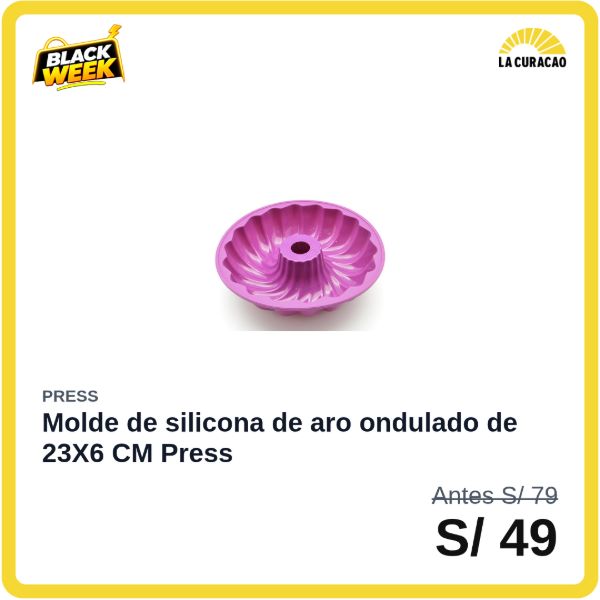 BLACK
WEEK
LA CURACAO
PRESS
Molde de silicona de aro ondulado de
23X6 CM Press
Antes S/ 79
S/ 49